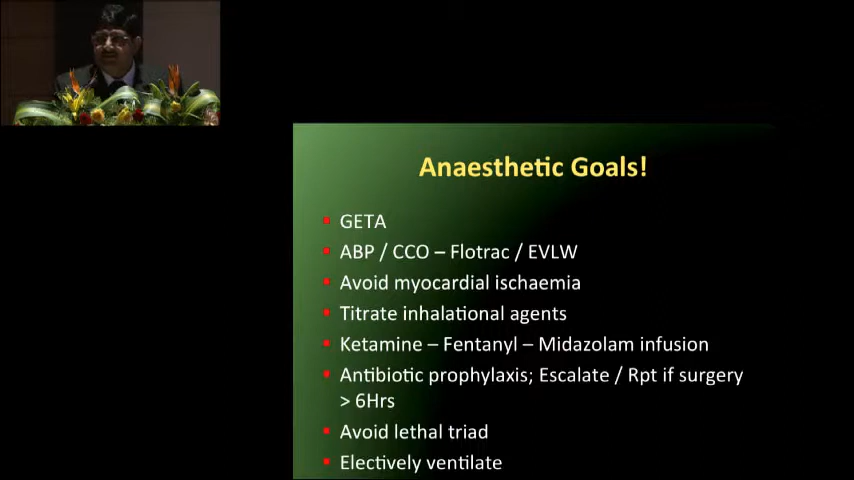 Anaesthetic Goals!
GETA
ABP / CCO – Flotrac / EVLW
Avoid myocardial ischaemia
Titrate inhalational agents
Ketamine – Fentanyl – Midazolam infusion
Antibiotic prophylaxis; Escalate / Rpt if surgery
> 6Hrs
Avoid lethal triad
Electively ventilate